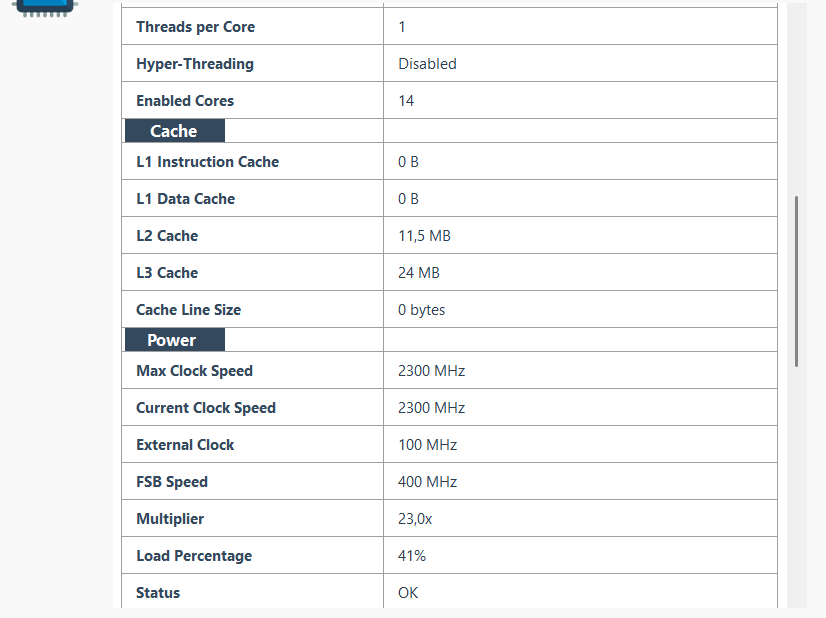 Threads per Core 1
Hyper-Threading Disabled
Enabled Cores 14
Cache
L1 Instruction Cache 0 B
L1 Data Cache 0 B
L2 Cache 11,5 MB
L3 Cache 24 MB
Cache Line Size 0 bytes
Power
Max Clock Speed 2300 MHz
Current Clock Speed 2300 MHz
External Clock 100 MHz
FSB Speed 400 MHz
Multiplier 23,0x
Load Percentage 41%
Status OK